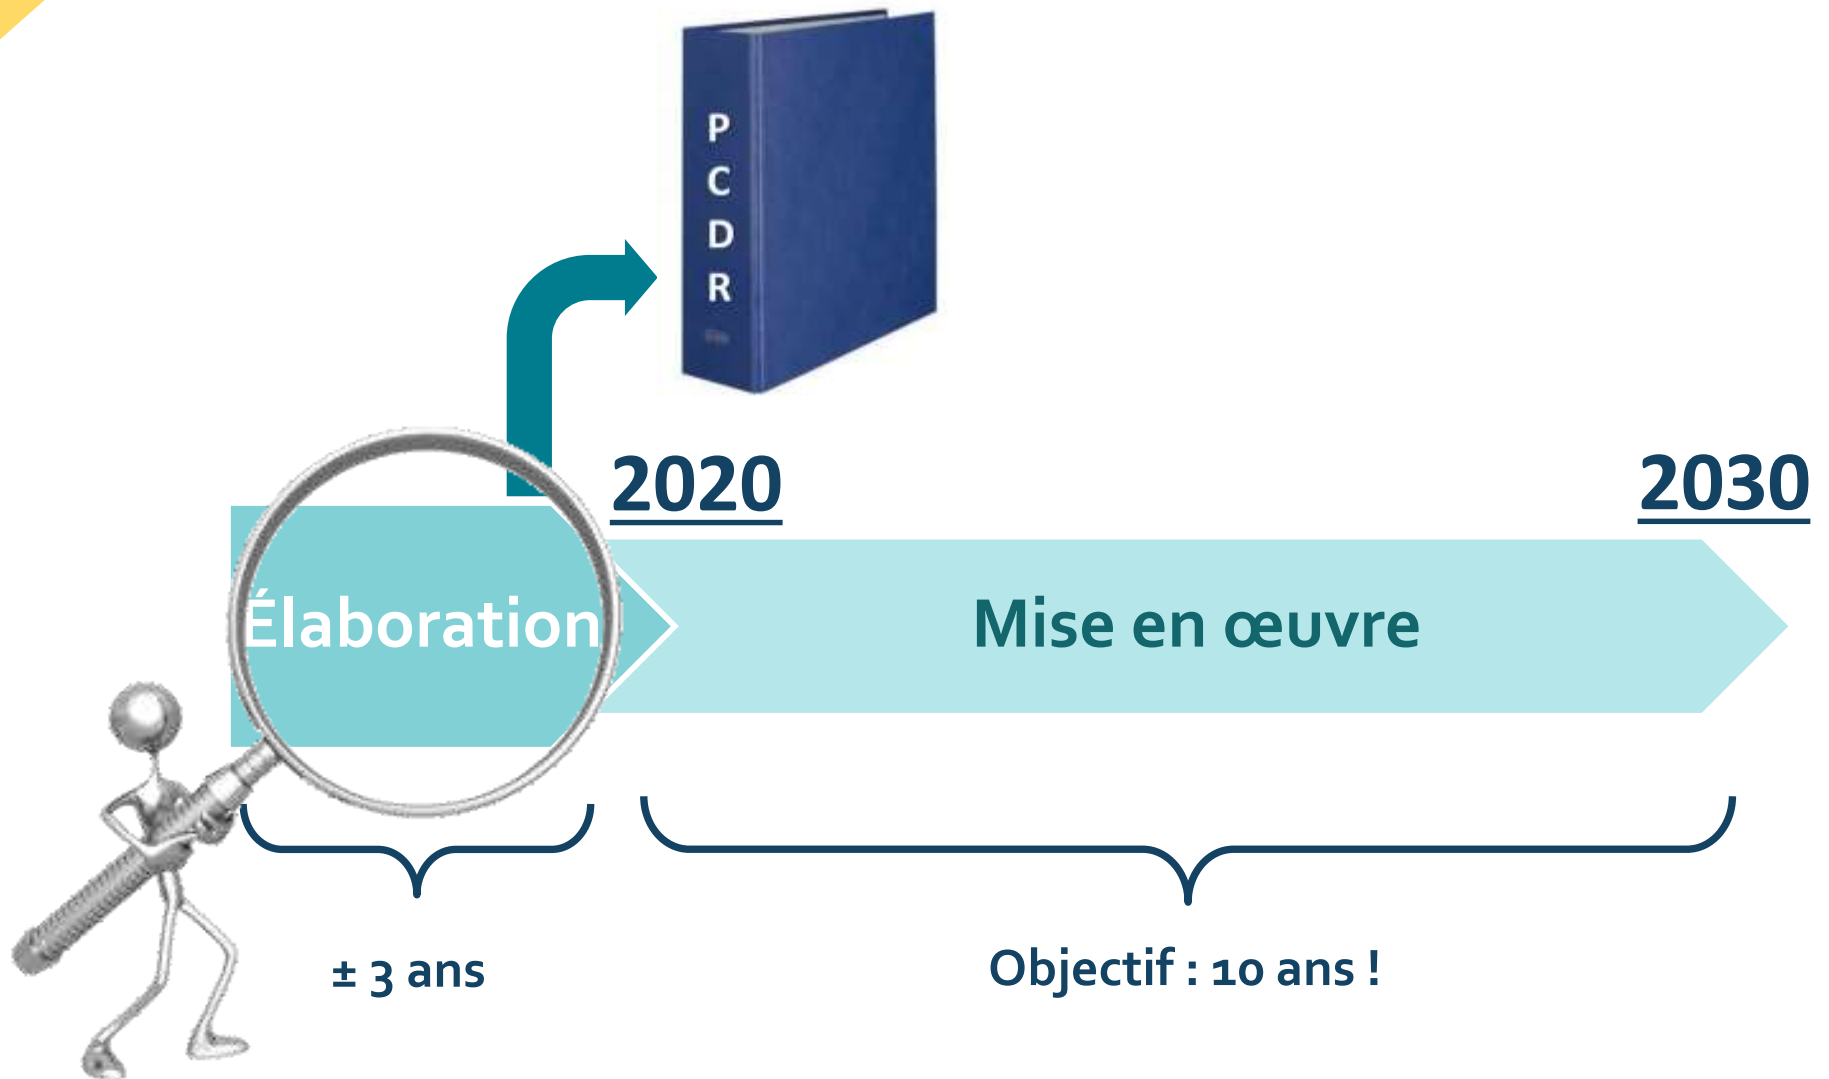 P
C
D
R
2020
2030
Élaboration
Mise en œuvre
± 3 ans
Objectif : 10 ans !